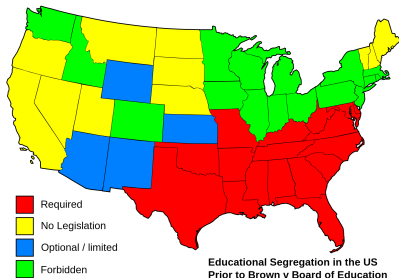 Required
No Legislation
Optional / limited
Forbidden
Educational Segregation in the US
Prior to Brown v Board of Education